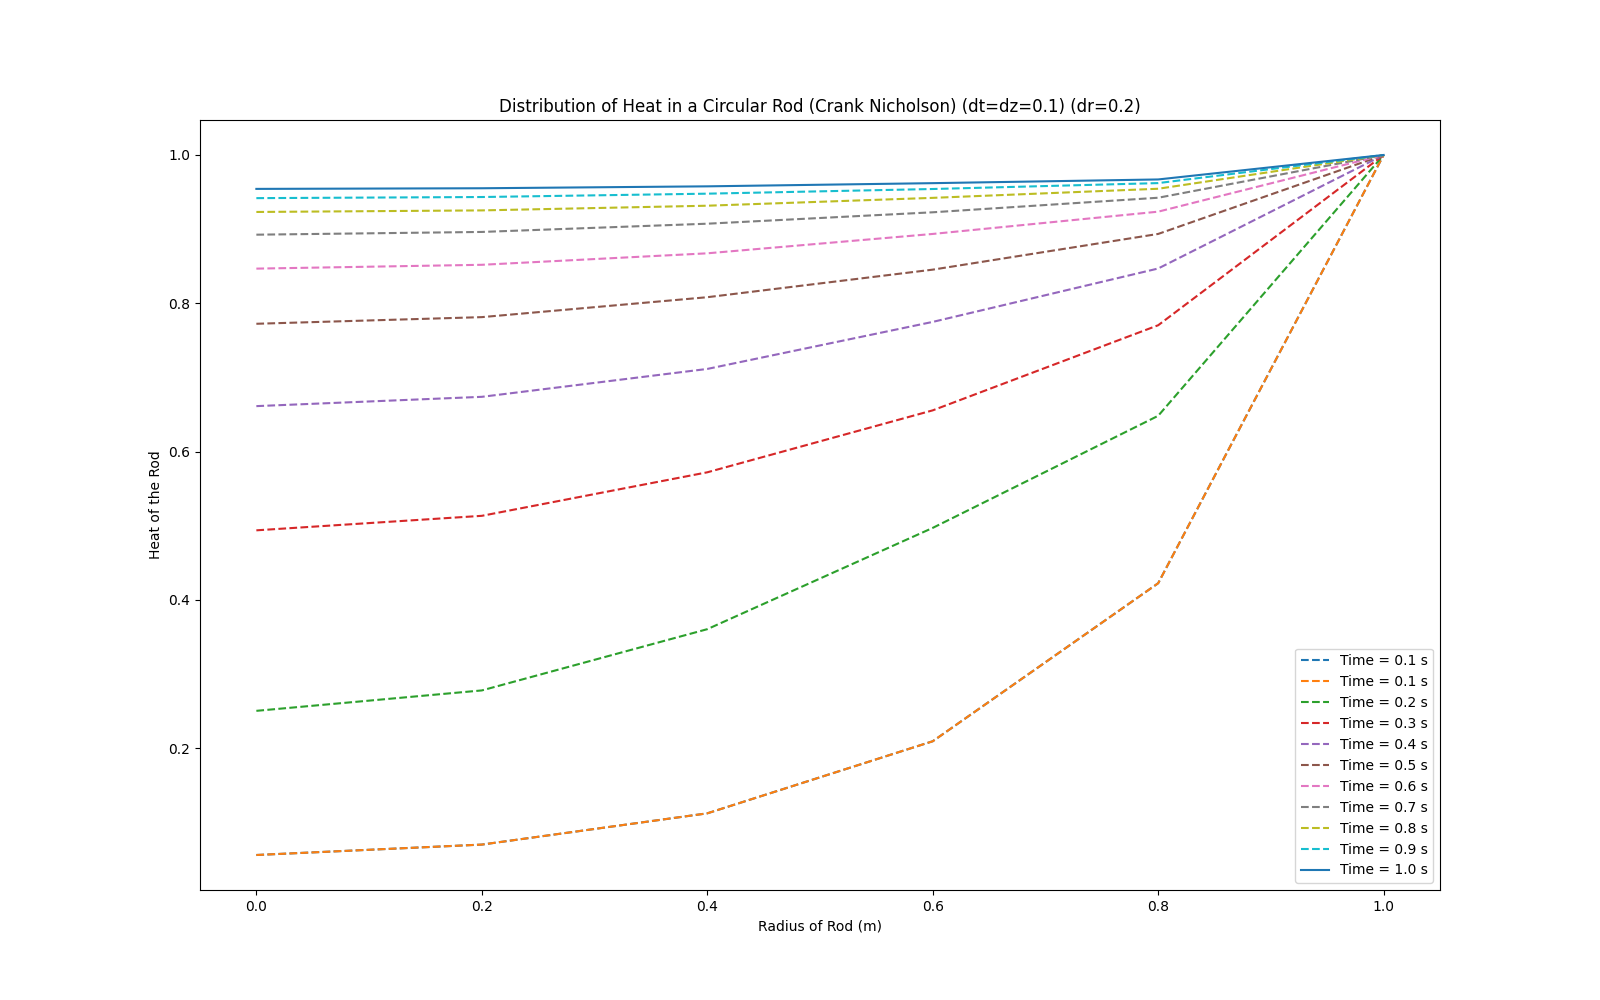 Distribution of Heat in a Circular Rod (Crank Nicholson) (dt=dz=0.1) (dr=0.2)
1.0
0.8
0.6
0.4
0.2
Heat of the Rod
Time = 0.1 s
Time = 0.1 s
Time = 0.2 s
Time = 0.3 s
Time = 0.4 s
Time = 0.5 s
Time = 0.6 s
Time = 0.7 s
Time = 0.8 s
Time = 0.9 s
Time = 1.0 s
0.0 0.2 0.4 0.6 0.8 1.0
Radius of Rod (m)